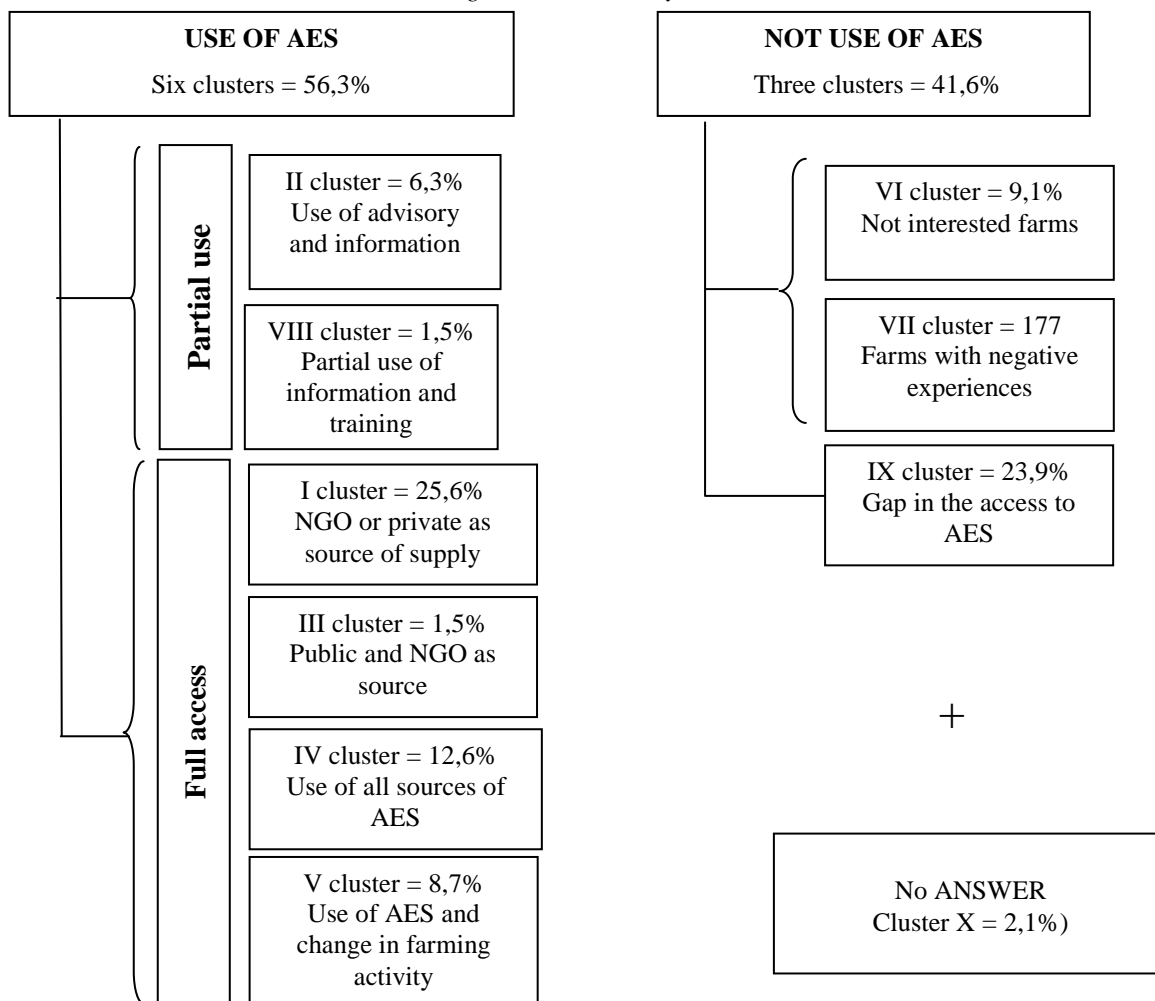 USE OF AES
Six clusters = 56,3%
Partial use
II cluster = 6,3%
Use of advisory
and information
VIII cluster = 1,5%
Partial use of
information and
training
Full access
I cluster = 25,6%
NGO or private as
source of supply
III cluster = 1,5%
Public and NGO as
source
IV cluster = 12,6%
Use of all sources of
AES
V cluster = 8,7%
Use of AES and
change in farming
activity
NOT USE OF AES
Three clusters = 41,6%
VI cluster = 9,1%
Not interested farms
VII cluster = 177
Farms with negative
experiences
IX cluster = 23,9%
Gap in the access to
AES
+
No ANSWER
Cluster X = 2,1%)